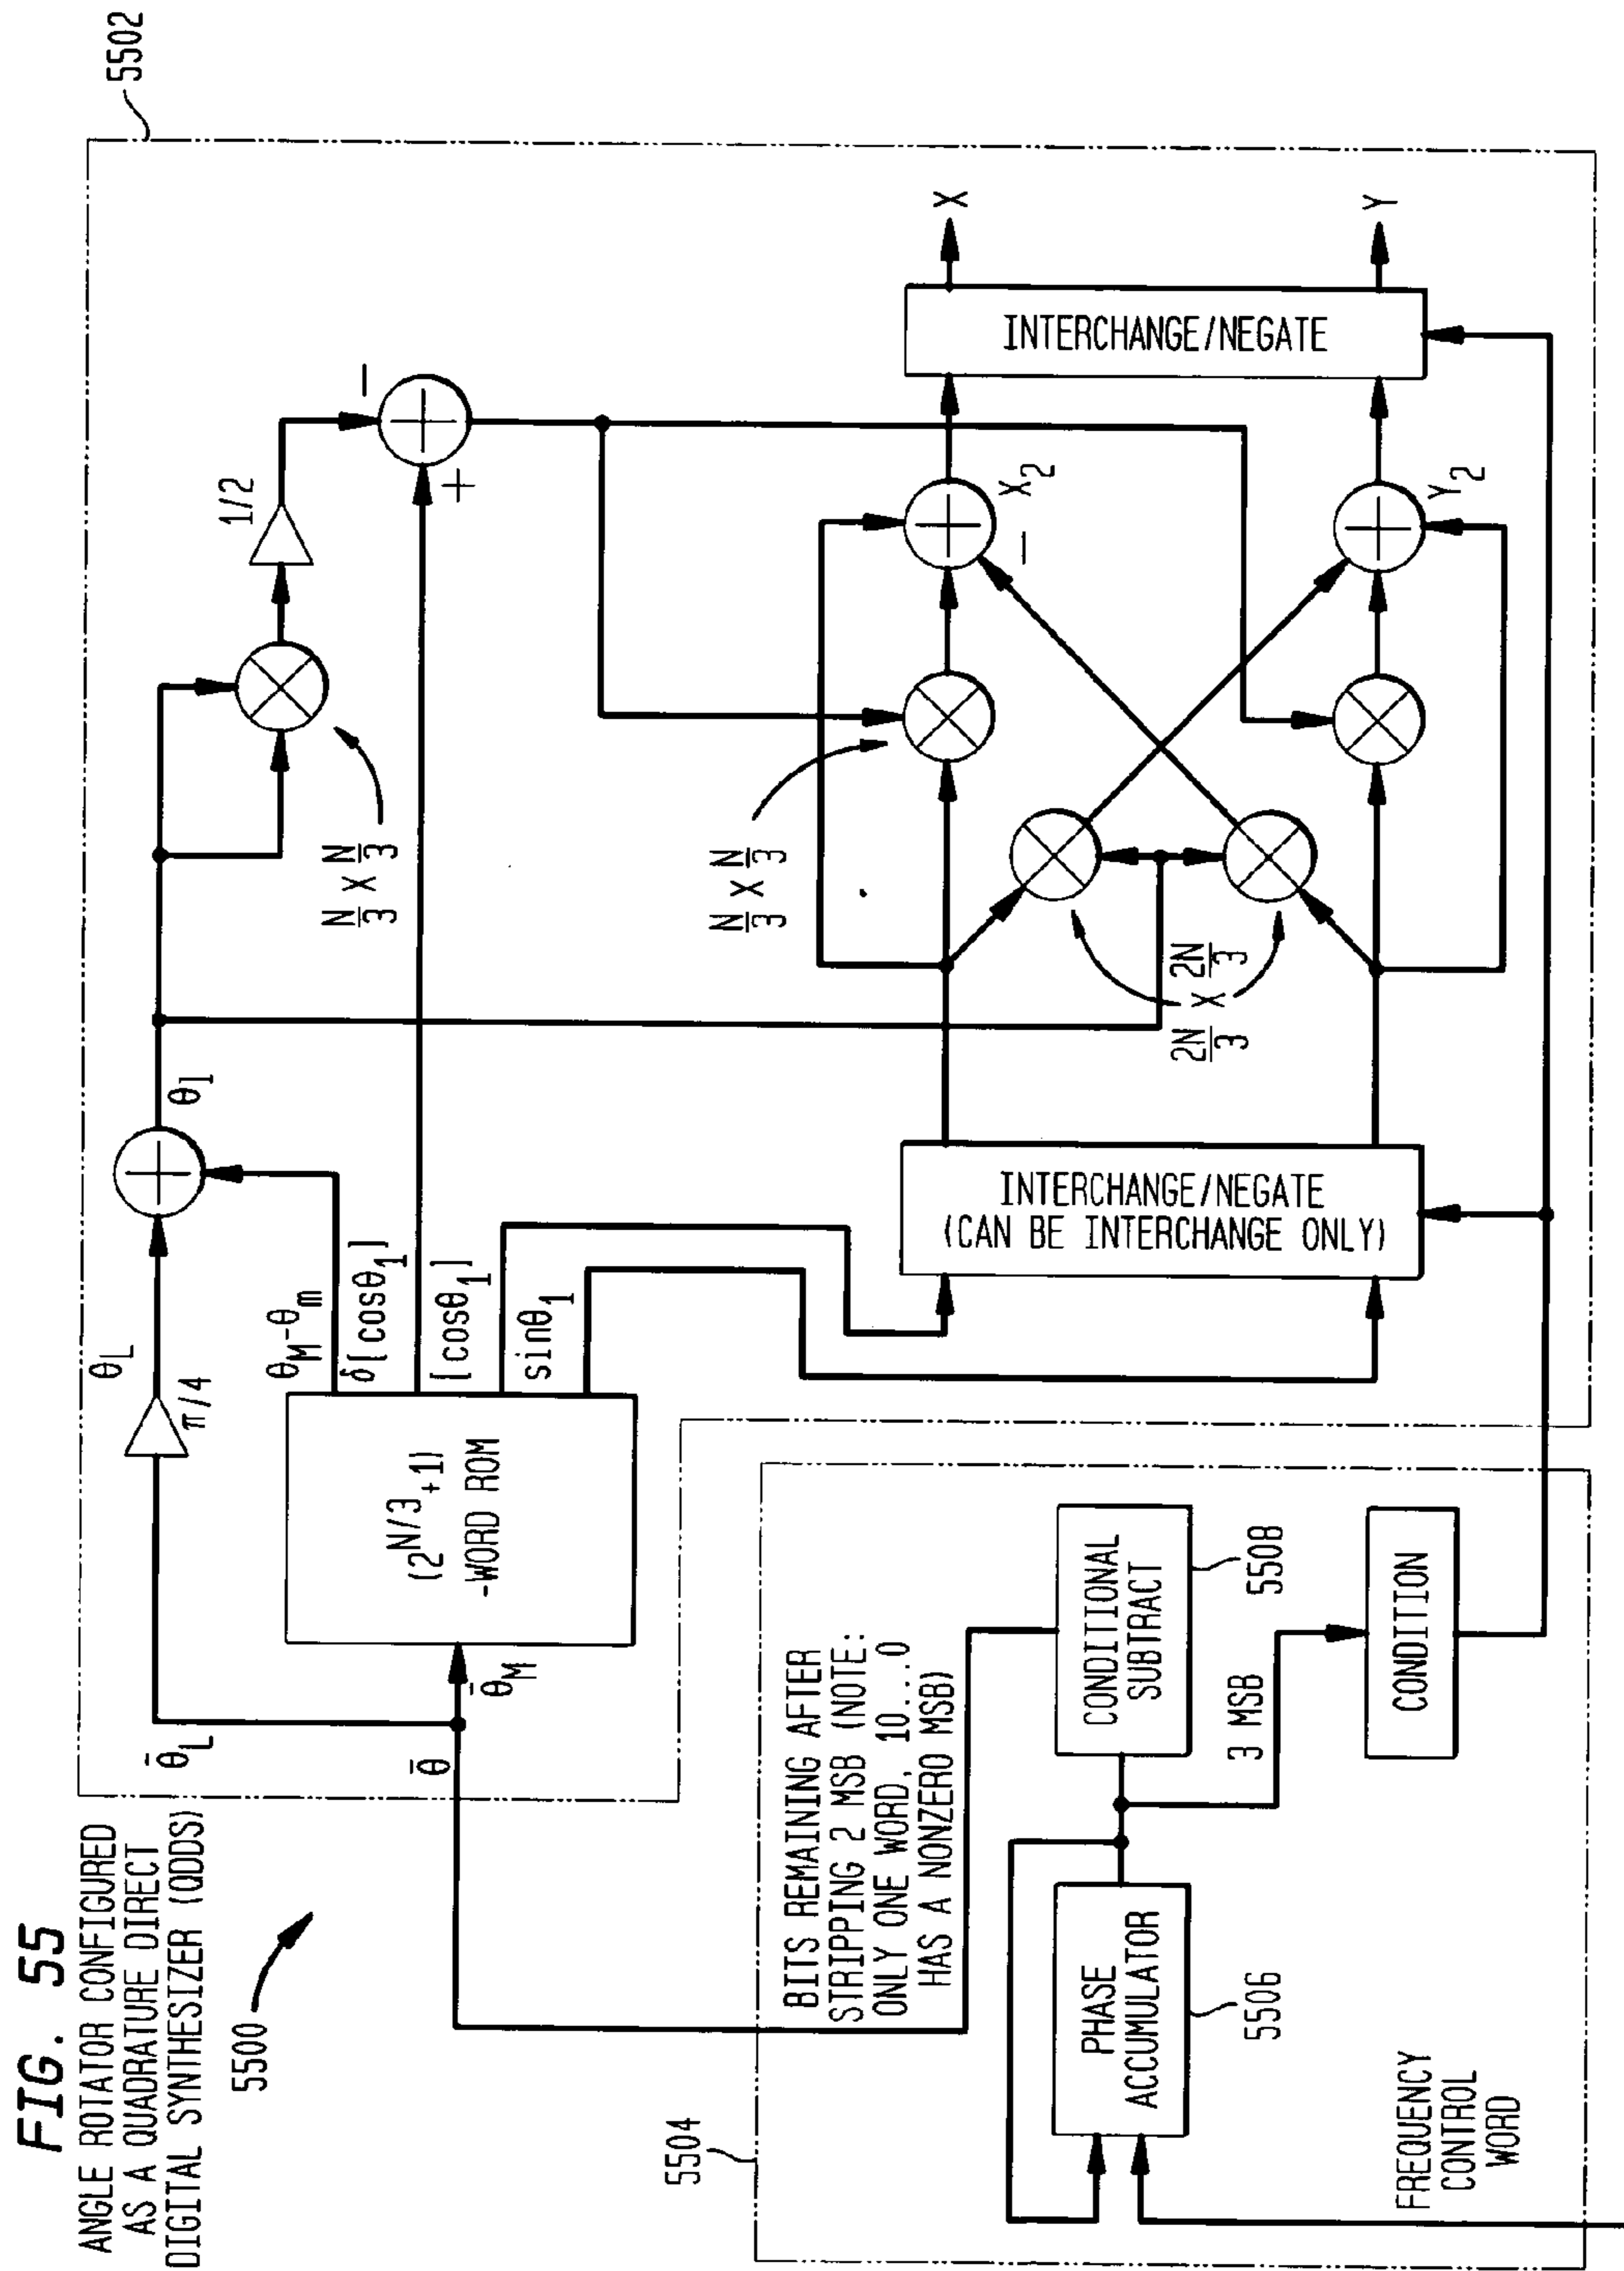 FIG. 55
ANGLE ROTATOR CONFIGURED
AS A QUADRATURE DIRECT
DIGITAL SYNTHESIZER (QDDS)
5500
5502
θ̄L
π/4
θL
θl
θ̄
θ̄M
(2^N/3+1)
-WORD ROM
θM-θm
δ[cosθ1]
[cosθ1]
sinθ1
N/3 X N/3
1/2
-
+
N/3 X N/3
2N/3 X 2N/3
INTERCHANGE/NEGATE
(CAN BE INTERCHANGE ONLY)
-
X2
Y2
INTERCHANGE/NEGATE
X
Y
5504
BITS REMAINING AFTER
STRIPPING 2 MSB (NOTE:
ONLY ONE WORD, 10...0
HAS A NONZERO MSB)
PHASE
ACCUMULATOR
5506
CONDITIONAL
SUBTRACT
5508
3 MSB
CONDITION
FREQUENCY
CONTROL
WORD